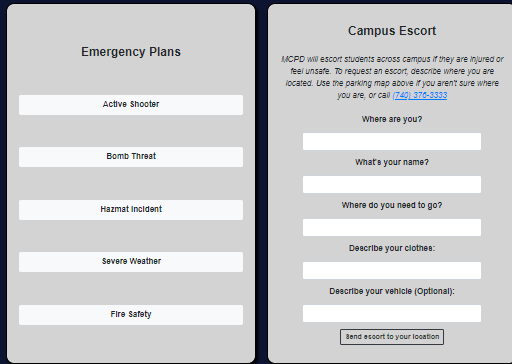 Emergency Plans
Active Shooter
Bomb Threat
Hazmat Incident
Severe Weather
Fire Safety
Campus Escort
MCPD will escort students across campus if they are injured or
feel unsafe. To request an escort, describe where you are
located. Use the parking map above if you aren't sure where
you are, or call (740) 376-3333
Where are you?
What's your name?
Where do you need to go?
Describe your clothes:
Describe your vehicle (Optional):
Send escort to your location